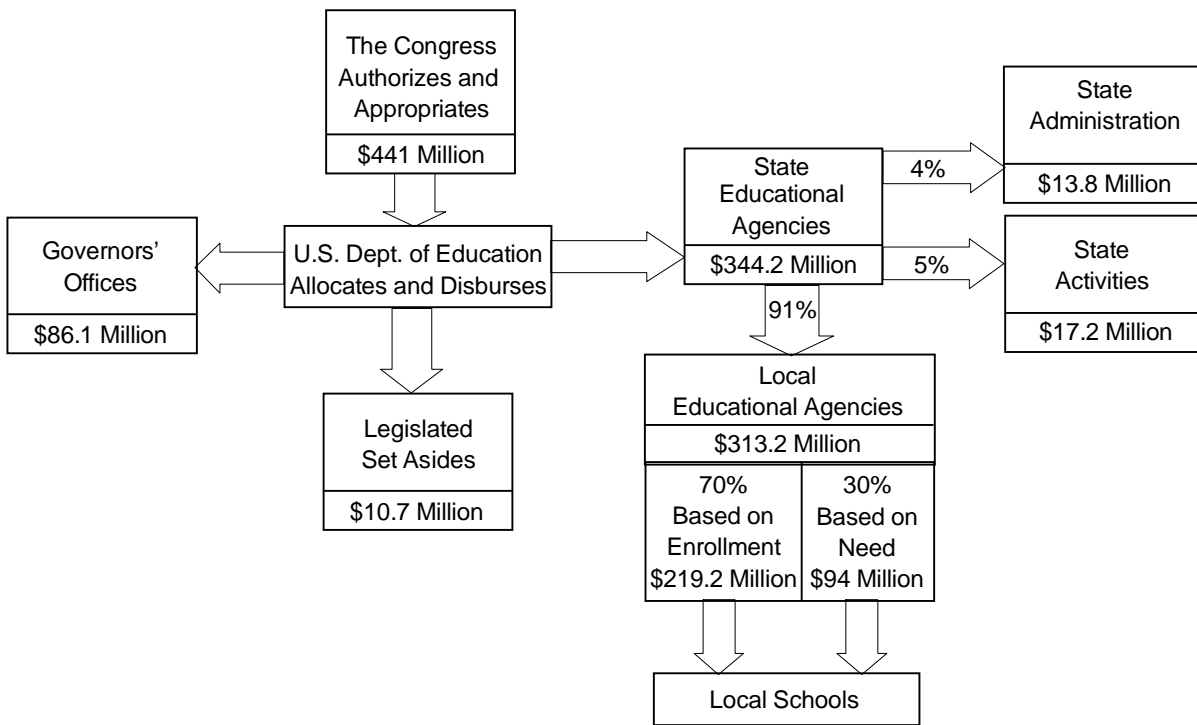 The Congress
Authorizes and
Appropriates
$441 Million
Governors’
Offices
$86.1 Million
U.S. Dept. of Education
Allocates and Disburses
Legislated
Set Asides
$10.7 Million
State
Educational
Agencies
$344.2 Million
4%
State
Administration
$13.8 Million
5%
State
Activities
$17.2 Million
91%
Local
Educational Agencies
$313.2 Million
70%
Based on
Enrollment
$219.2 Million
30%
Based on
Need
$94 Million
Local Schools